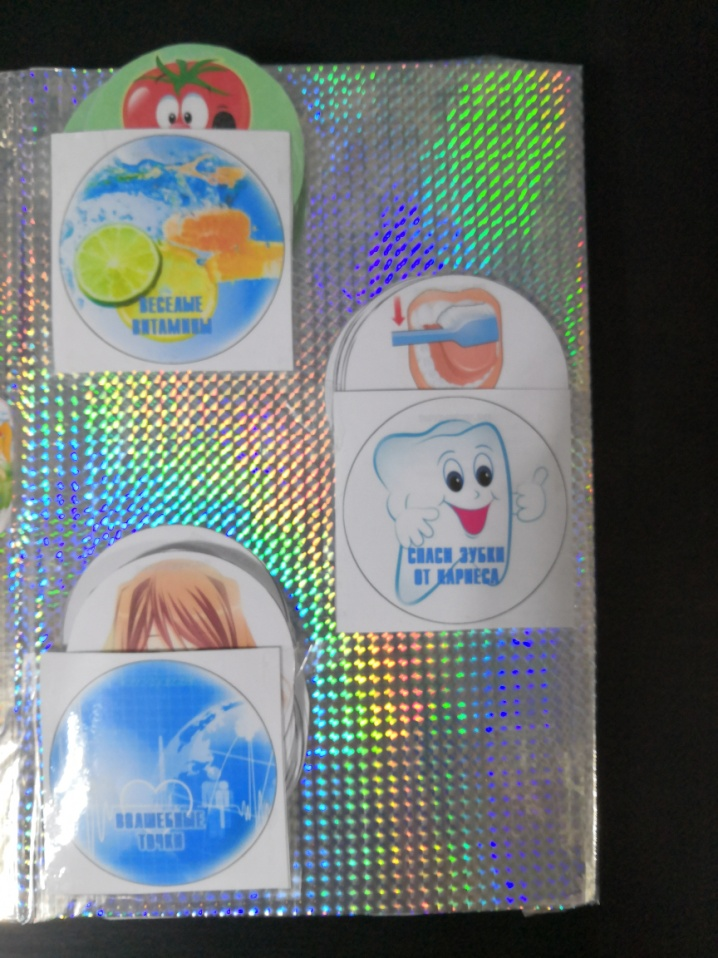 ВЕСЕЛЫЕ
ВИТАМИНЫ
СПАСИ ЗУБКИ
ОТ КАРИЕСА
ВОЛШЕБНЫЕ
ТОЧКИ